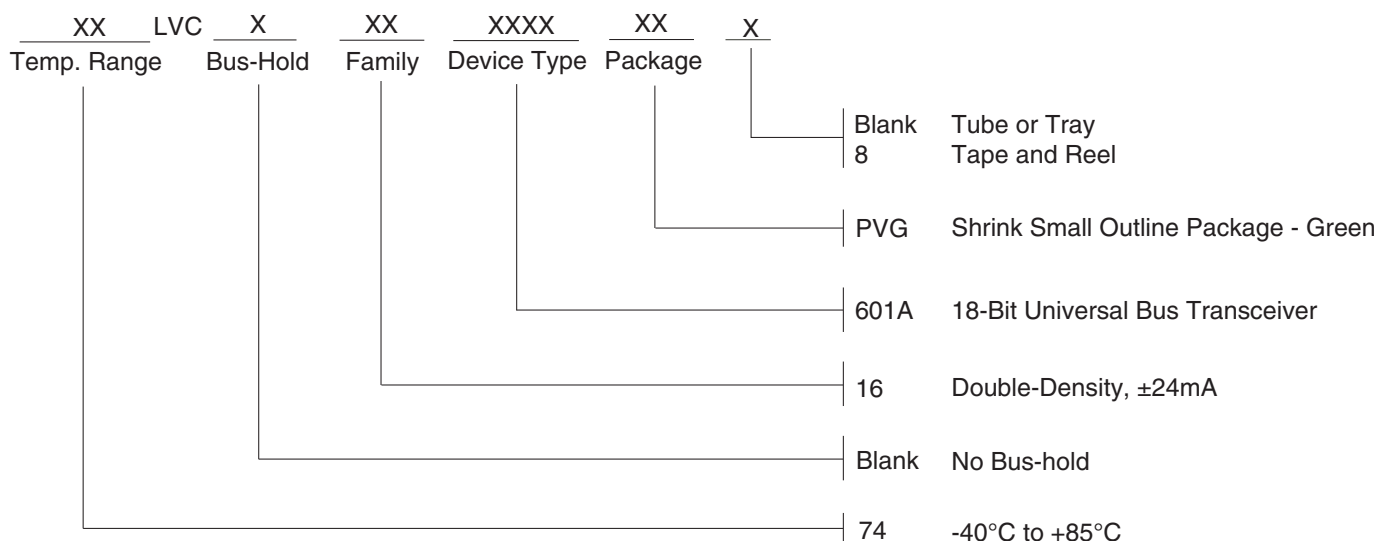 XX LVC X XX XXXX XX X
Temp. Range Bus-Hold Family Device Type Package
Blank Tube or Tray
8 Tape and Reel
PVG Shrink Small Outline Package - Green
601A 18-Bit Universal Bus Transceiver
16 Double-Density, ±24mA
Blank No Bus-hold
74 -40°C to +85°C